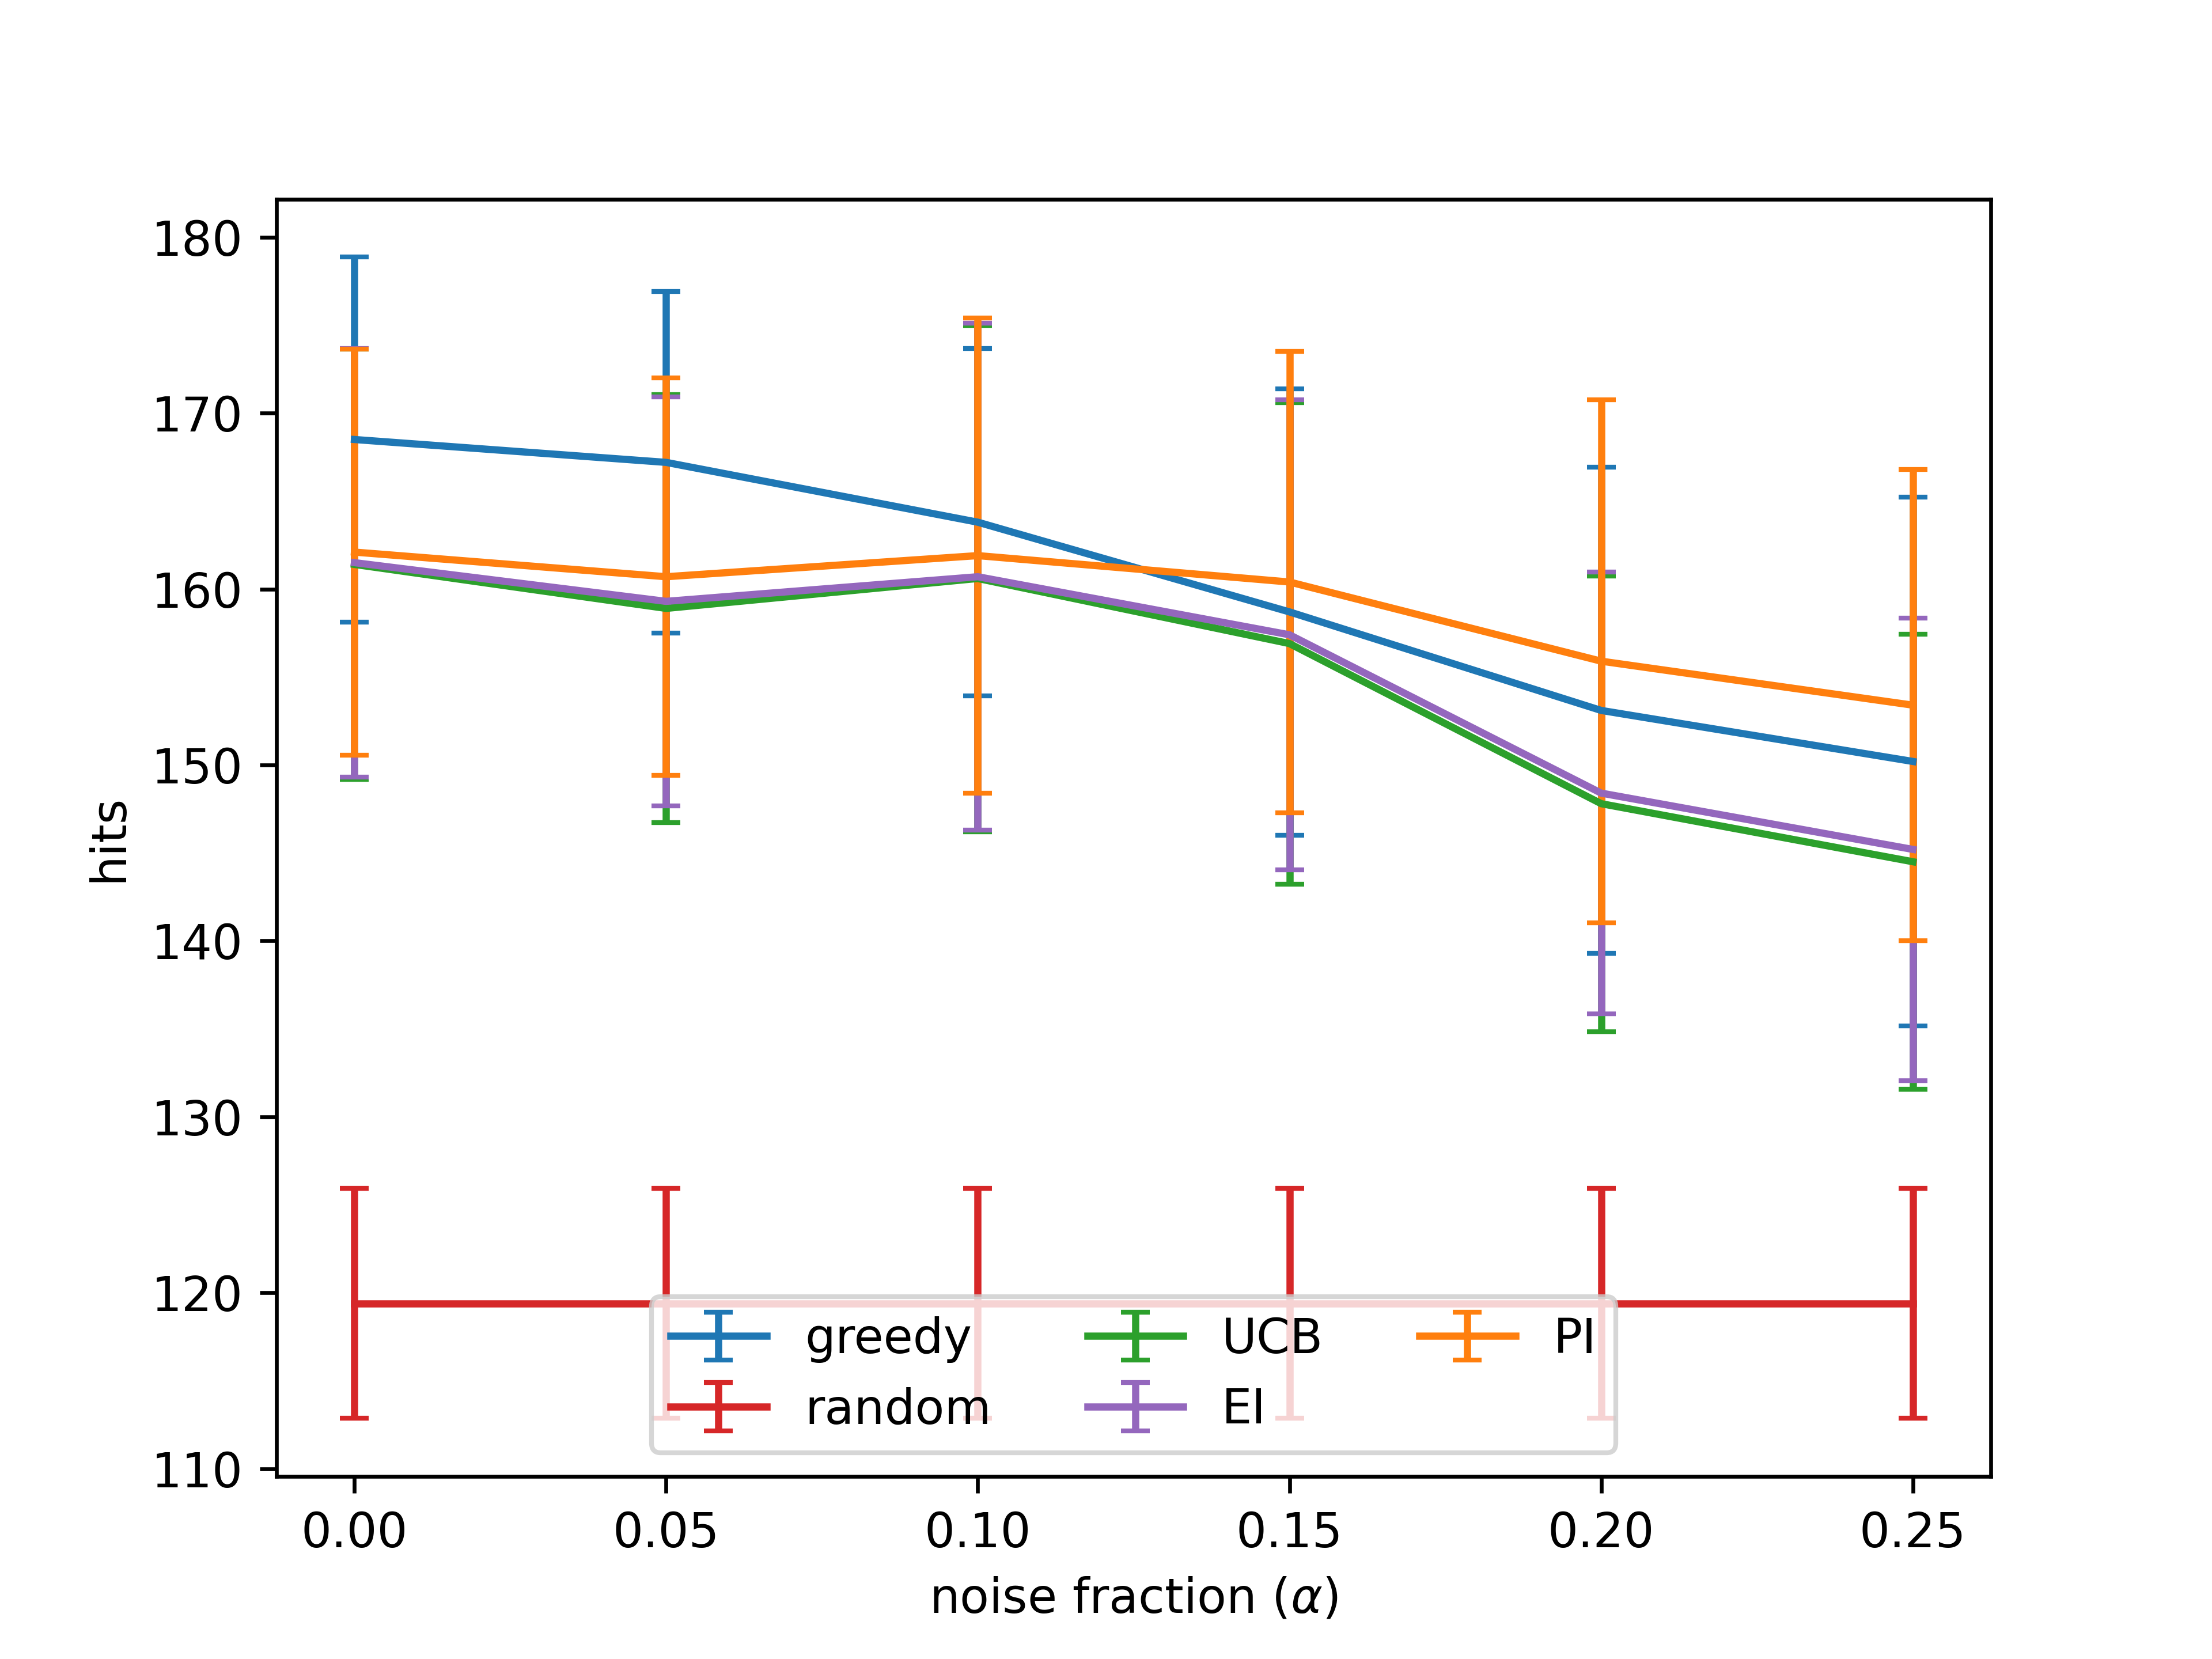 180
170
160
150
140
130
120
110
hits
greedy
random
UCB
EI
PI
0.00 0.05 0.10 0.15 0.20 0.25
noise fraction (α)